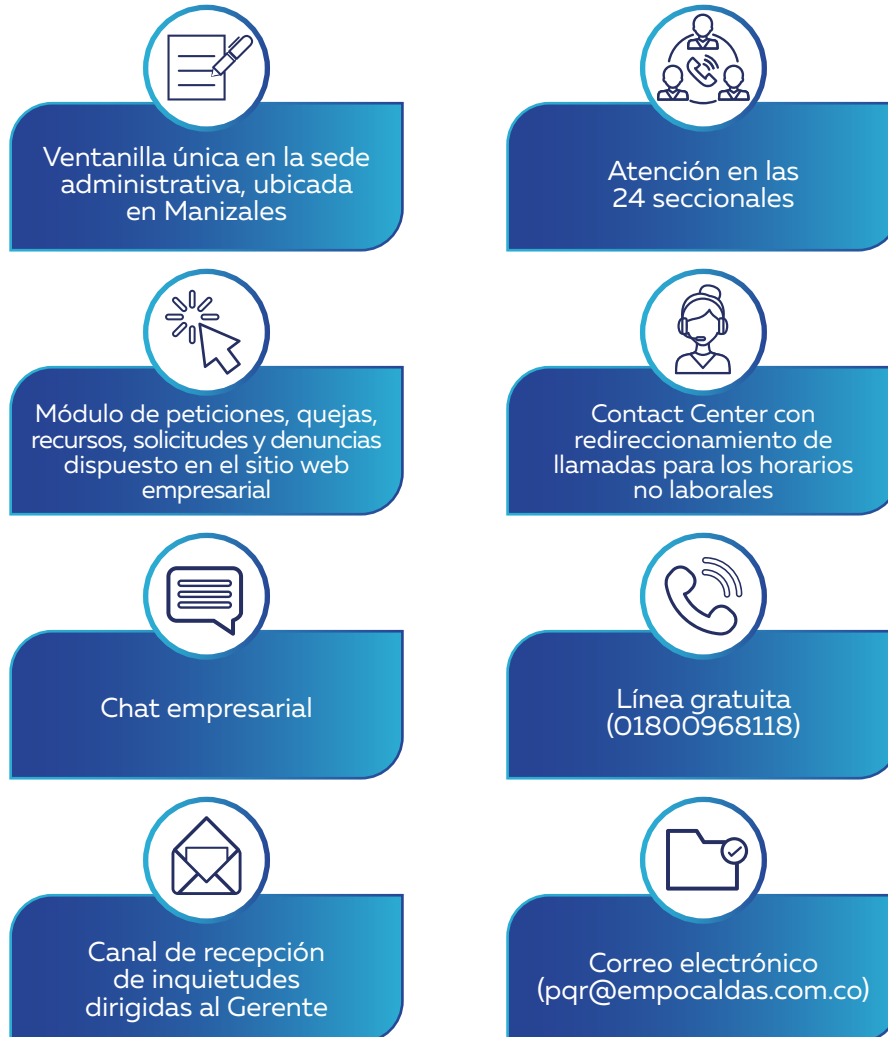 Ventanilla única en la sede
administrativa, ubicada
en Manizales
Atención en las
24 seccionales
Módulo de peticiones, quejas,
recursos, solicitudes y denuncias
dispuesto en el sitio web
empresarial
Contact Center con
redireccionamiento de
llamadas para los horarios
no laborales
Chat empresarial
Línea gratuita
(01800968118)
Canal de recepción
de inquietudes
dirigidas al Gerente
Correo electrónico
(pqr@empocaldas.com.co)